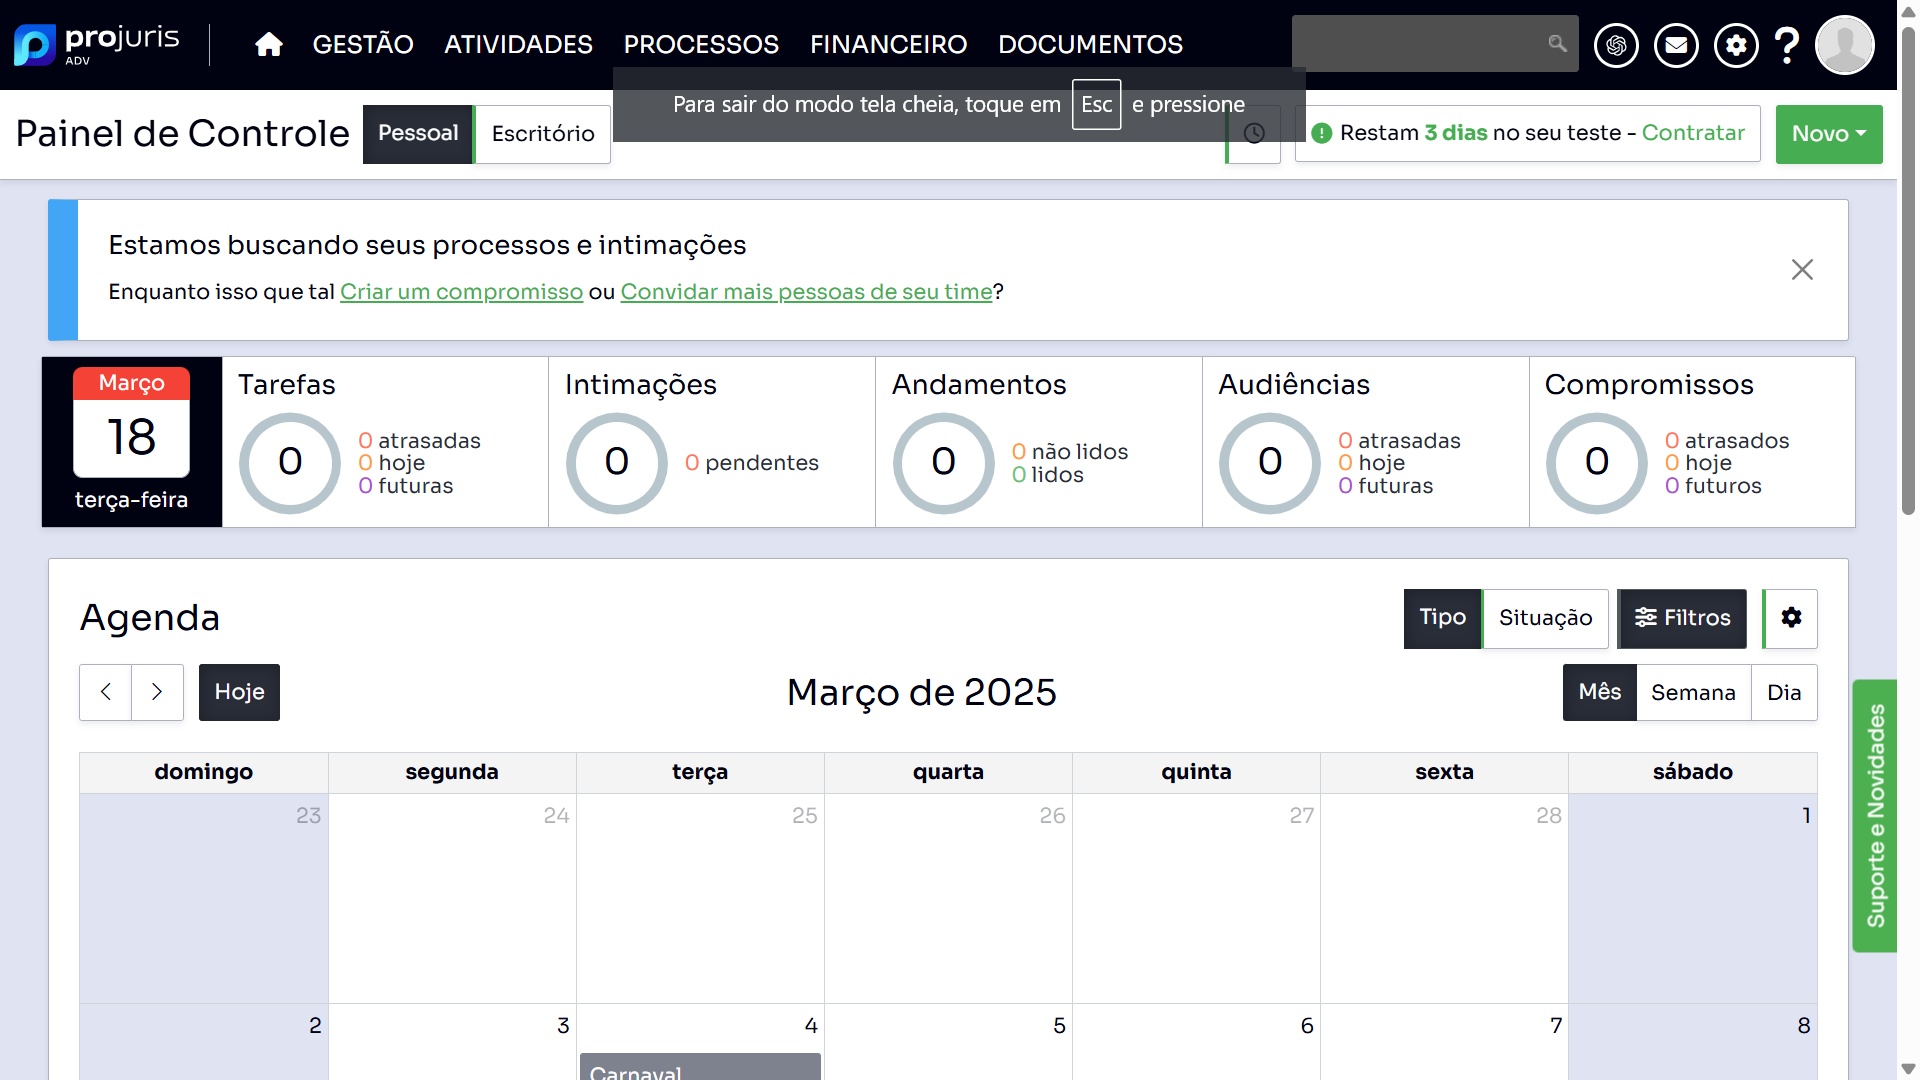 projuris
ADV
GESTÃO
ATIVIDADES
PROCESSOS
FINANCEIRO
DOCUMENTOS
?
Para sair do modo tela cheia, toque em Esc e pressione
Painel de Controle
Pessoal
Escritório
Restam 3 dias no seu teste - Contratar
Novo
Estamos buscando seus processos e intimações
Enquanto isso que tal Criar um compromisso ou Convidar mais pessoas de seu time?
Março
18
terça-feira
Tarefas
0
0 atrasadas
0 hoje
0 futuras
Intimações
0
0 pendentes
Andamentos
0
0 não lidos
0 lidos
Audiências
0
0 atrasadas
0 hoje
0 futuras
Compromissos
0
0 atrasados
0 hoje
0 futuros
Agenda
Tipo
Situação
Filtros
Hoje
Março de 2025
Mês
Semana
Dia
domingo segunda terça quarta quinta sexta sábado
23 24 25 26 27 28 1
2 3 4 5 6 7 8
Carnaval
Suporte e Novidades